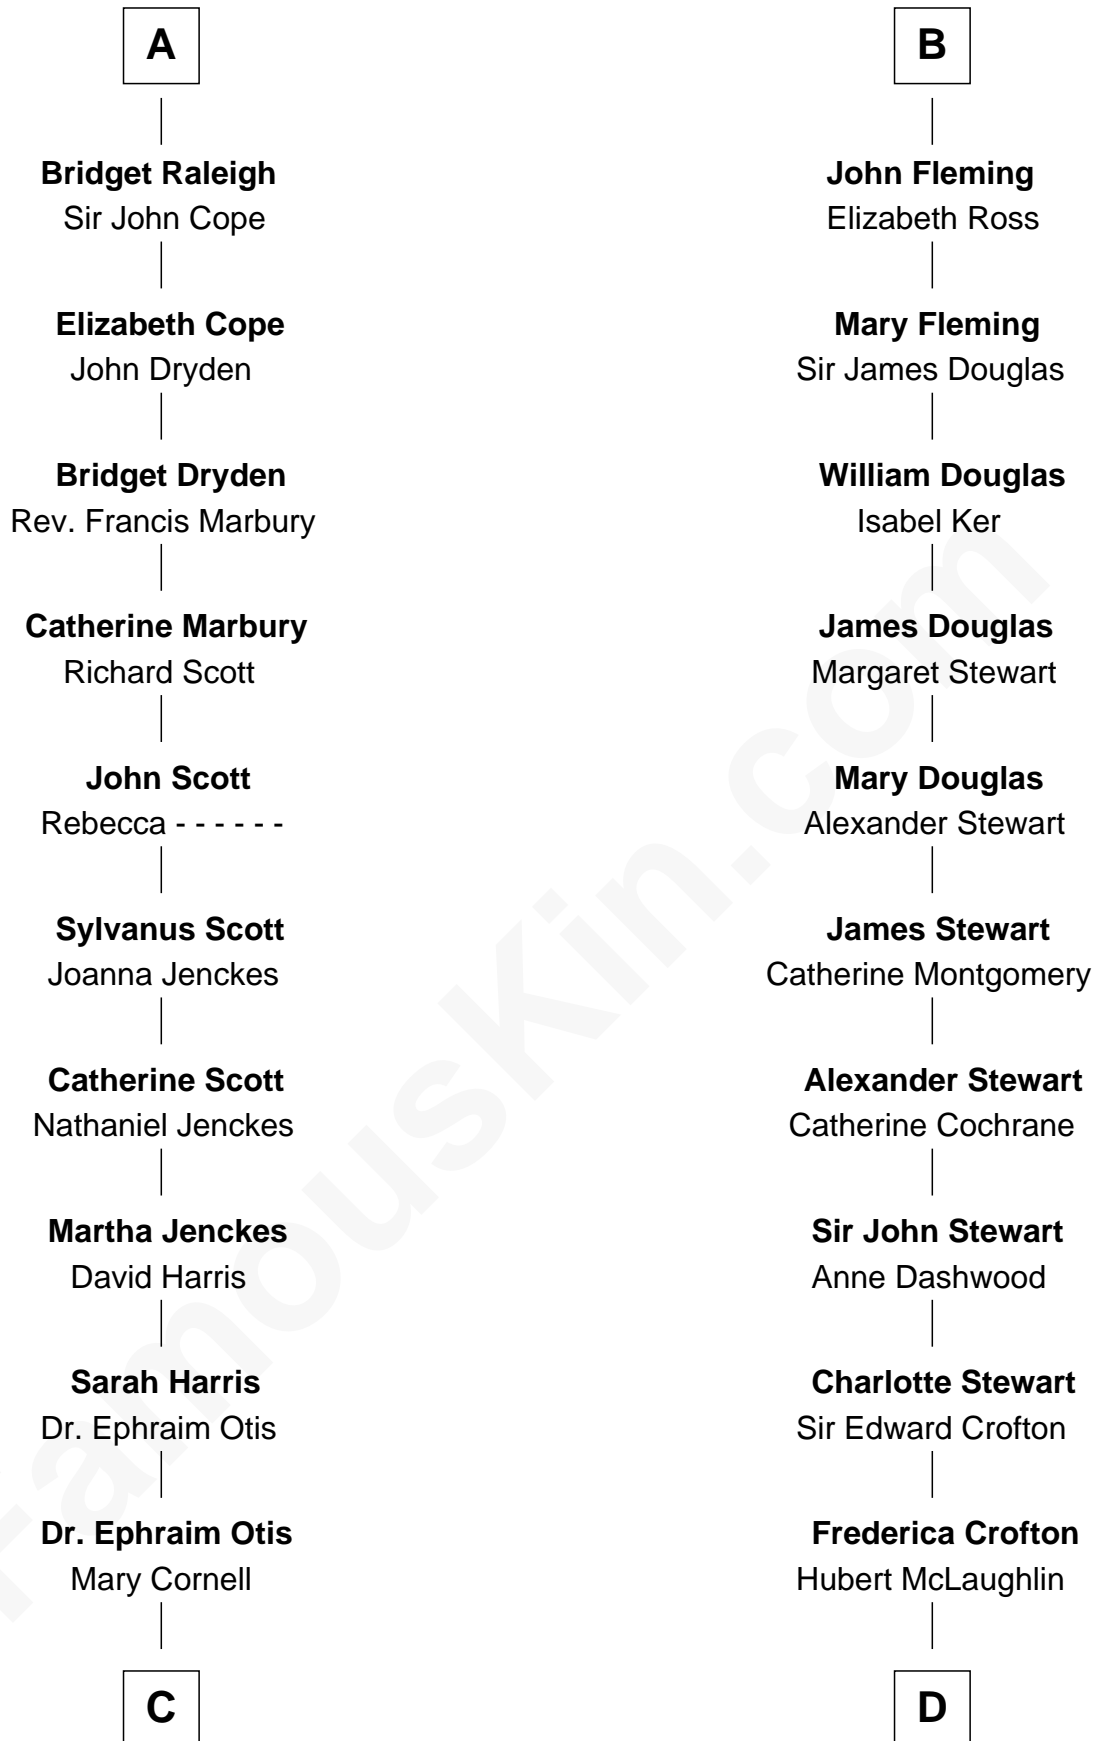 A
Bridget Raleigh
Sir John Cope
Elizabeth Cope
John Dryden
Bridget Dryden
Rev. Francis Marbury
Catherine Marbury
Richard Scott
John Scott
Rebecca - - - - - -
Sylvanus Scott
Joanna Jenckes
Catherine Scott
Nathaniel Jenckes
Martha Jenckes
David Harris
Sarah Harris
Dr. Ephraim Otis
Dr. Ephraim Otis
Mary Cornell
C
B
John Fleming
Elizabeth Ross
Mary Fleming
Sir James Douglas
William Douglas
Isabel Ker
James Douglas
Margaret Stewart
Mary Douglas
Alexander Stewart
James Stewart
Catherine Montgomery
Alexander Stewart
Catherine Cochrane
Sir John Stewart
Anne Dashwood
Charlotte Stewart
Sir Edward Crofton
Frederica Crofton
Hubert McLaughlin
D
FamousKin.com